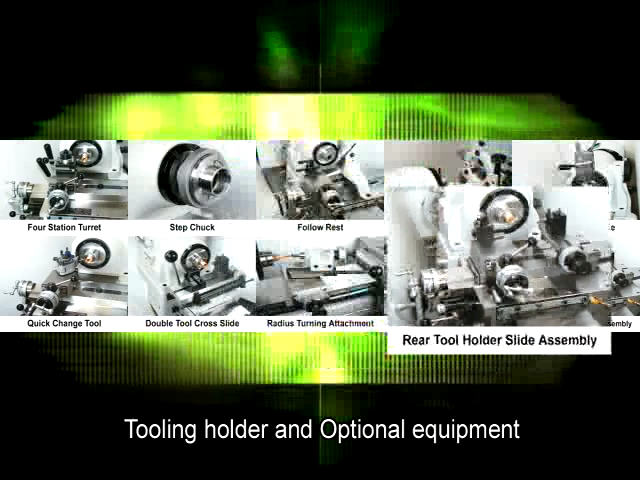 Four Station Turret
Step Chuck
Follow Rest
Quick Change Tool
Double Tool Cross Slide
Radius Turning Attachment
Rear Tool Holder Slide Assembly
Tooling holder and Optional equipment